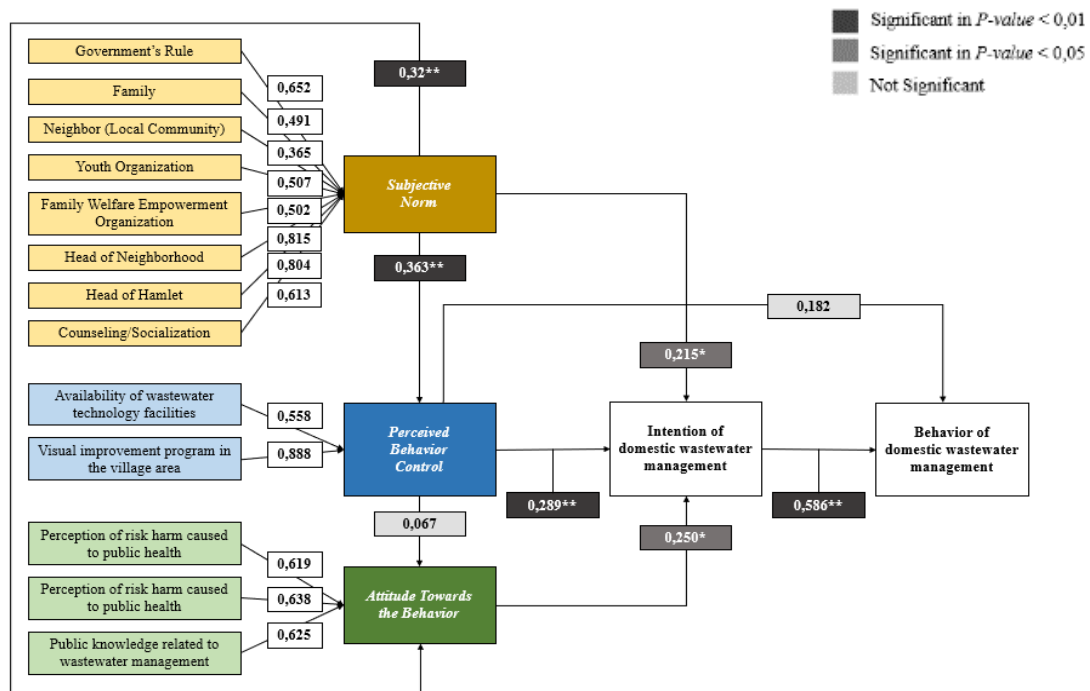 Significant in P-value < 0,01
Significant in P-value < 0,05
Not Significant
Government's Rule
Family
Neighbor (Local Community)
Youth Organization
Family Welfare Empowerment
Organization
Head of Neighborhood
Head of Hamlet
Counseling/Socialization
0,652
0,491
0,365
0,507
0,502
0,815
0,804
0,613
0,32**
Subjective
Norm
0,363**
0,182
0,215*
Availability of wastewater
technology facilities
Visual improvement program in
the village area
0,558
0,888
Perceived
Behavior
Control
Intention of
domestic wastewater
management
Behavior of
domestic wastewater
management
0,289**
0,586**
0,067
0,250*
Perception of risk harm caused
to public health
Perception of risk harm caused
to public health
Public knowledge related to
wastewater management
0,619
0,638
0,625
Attitude Towards
the Behavior